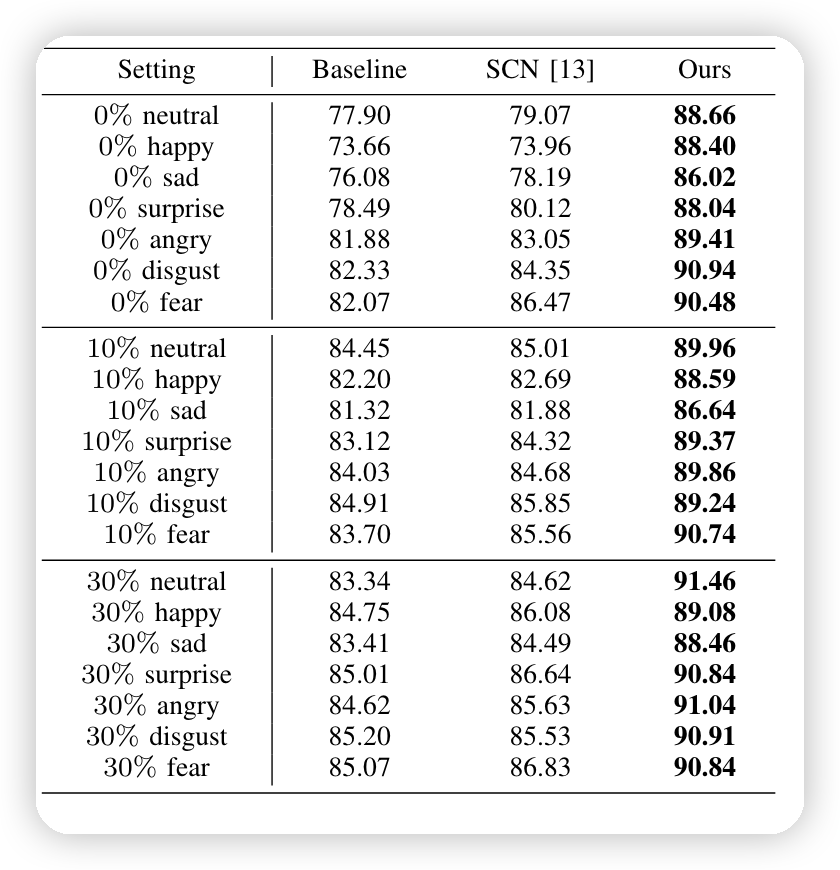 Setting Baseline SCN [13] Ours
0% neutral 77.90 79.07 88.66
0% happy 73.66 73.96 88.40
0% sad 76.08 78.19 86.02
0% surprise 78.49 80.12 88.04
0% angry 81.88 83.05 89.41
0% disgust 82.33 84.35 90.94
0% fear 82.07 86.47 90.48
10% neutral 84.45 85.01 89.96
10% happy 82.20 82.69 88.59
10% sad 81.32 81.88 86.64
10% surprise 83.12 84.32 89.37
10% angry 84.03 84.68 89.86
10% disgust 84.91 85.85 89.24
10% fear 83.70 85.56 90.74
30% neutral 83.34 84.62 91.46
30% happy 84.75 86.08 89.08
30% sad 83.41 84.49 88.46
30% surprise 85.01 86.64 90.84
30% angry 84.62 85.63 91.04
30% disgust 85.20 85.53 90.91
30% fear 85.07 86.83 90.84